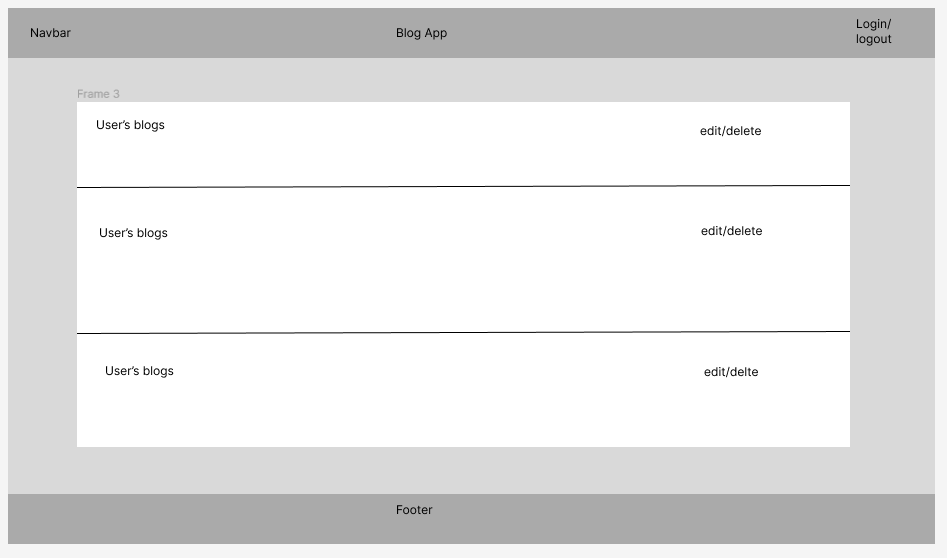 Navbar
Blog App
Login/
logout
Frame 3
User's blogs
edit/delete
User's blogs
edit/delete
User's blogs
edit/delte
Footer